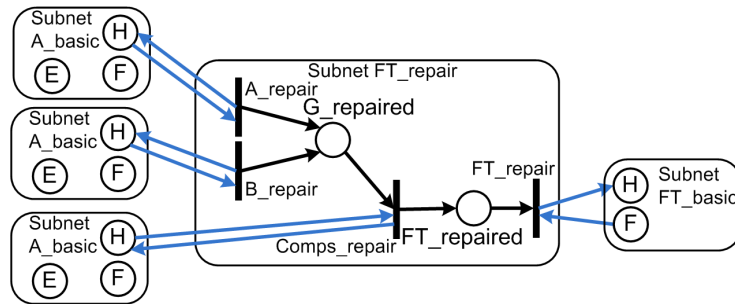 Subnet
A_basic
H
E
F
Subnet
A_basic
H
E
F
Subnet
A_basic
H
E
F
Subnet FT_repair
A_repair
G_repaired
B_repair
Comps_repair
FT_repaired
FT_repair
H
F
Subnet
FT_basic